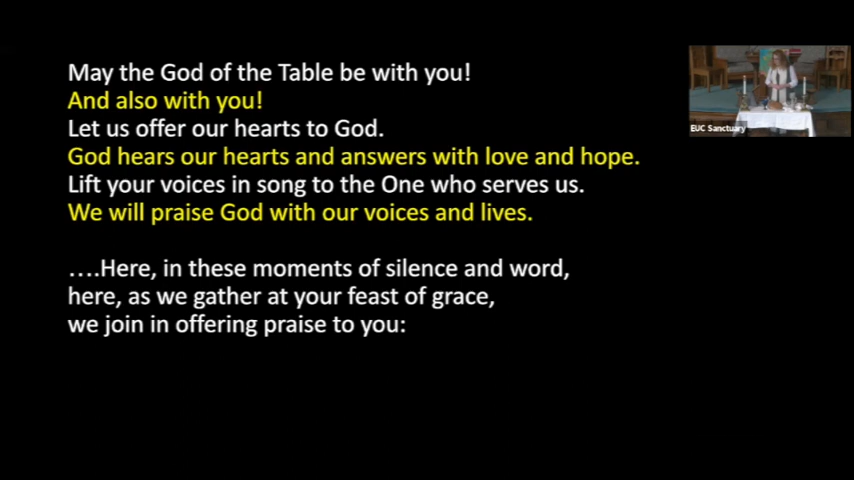 May the God of the Table be with you!
And also with you!
Let us offer our hearts to God.
God hears our hearts and answers with love and hope.
Lift your voices in song to the One who serves us.
We will praise God with our voices and lives.
….Here, in these moments of silence and word,
here, as we gather at your feast of grace,
we join in offering praise to you:
EUC Sanctuary